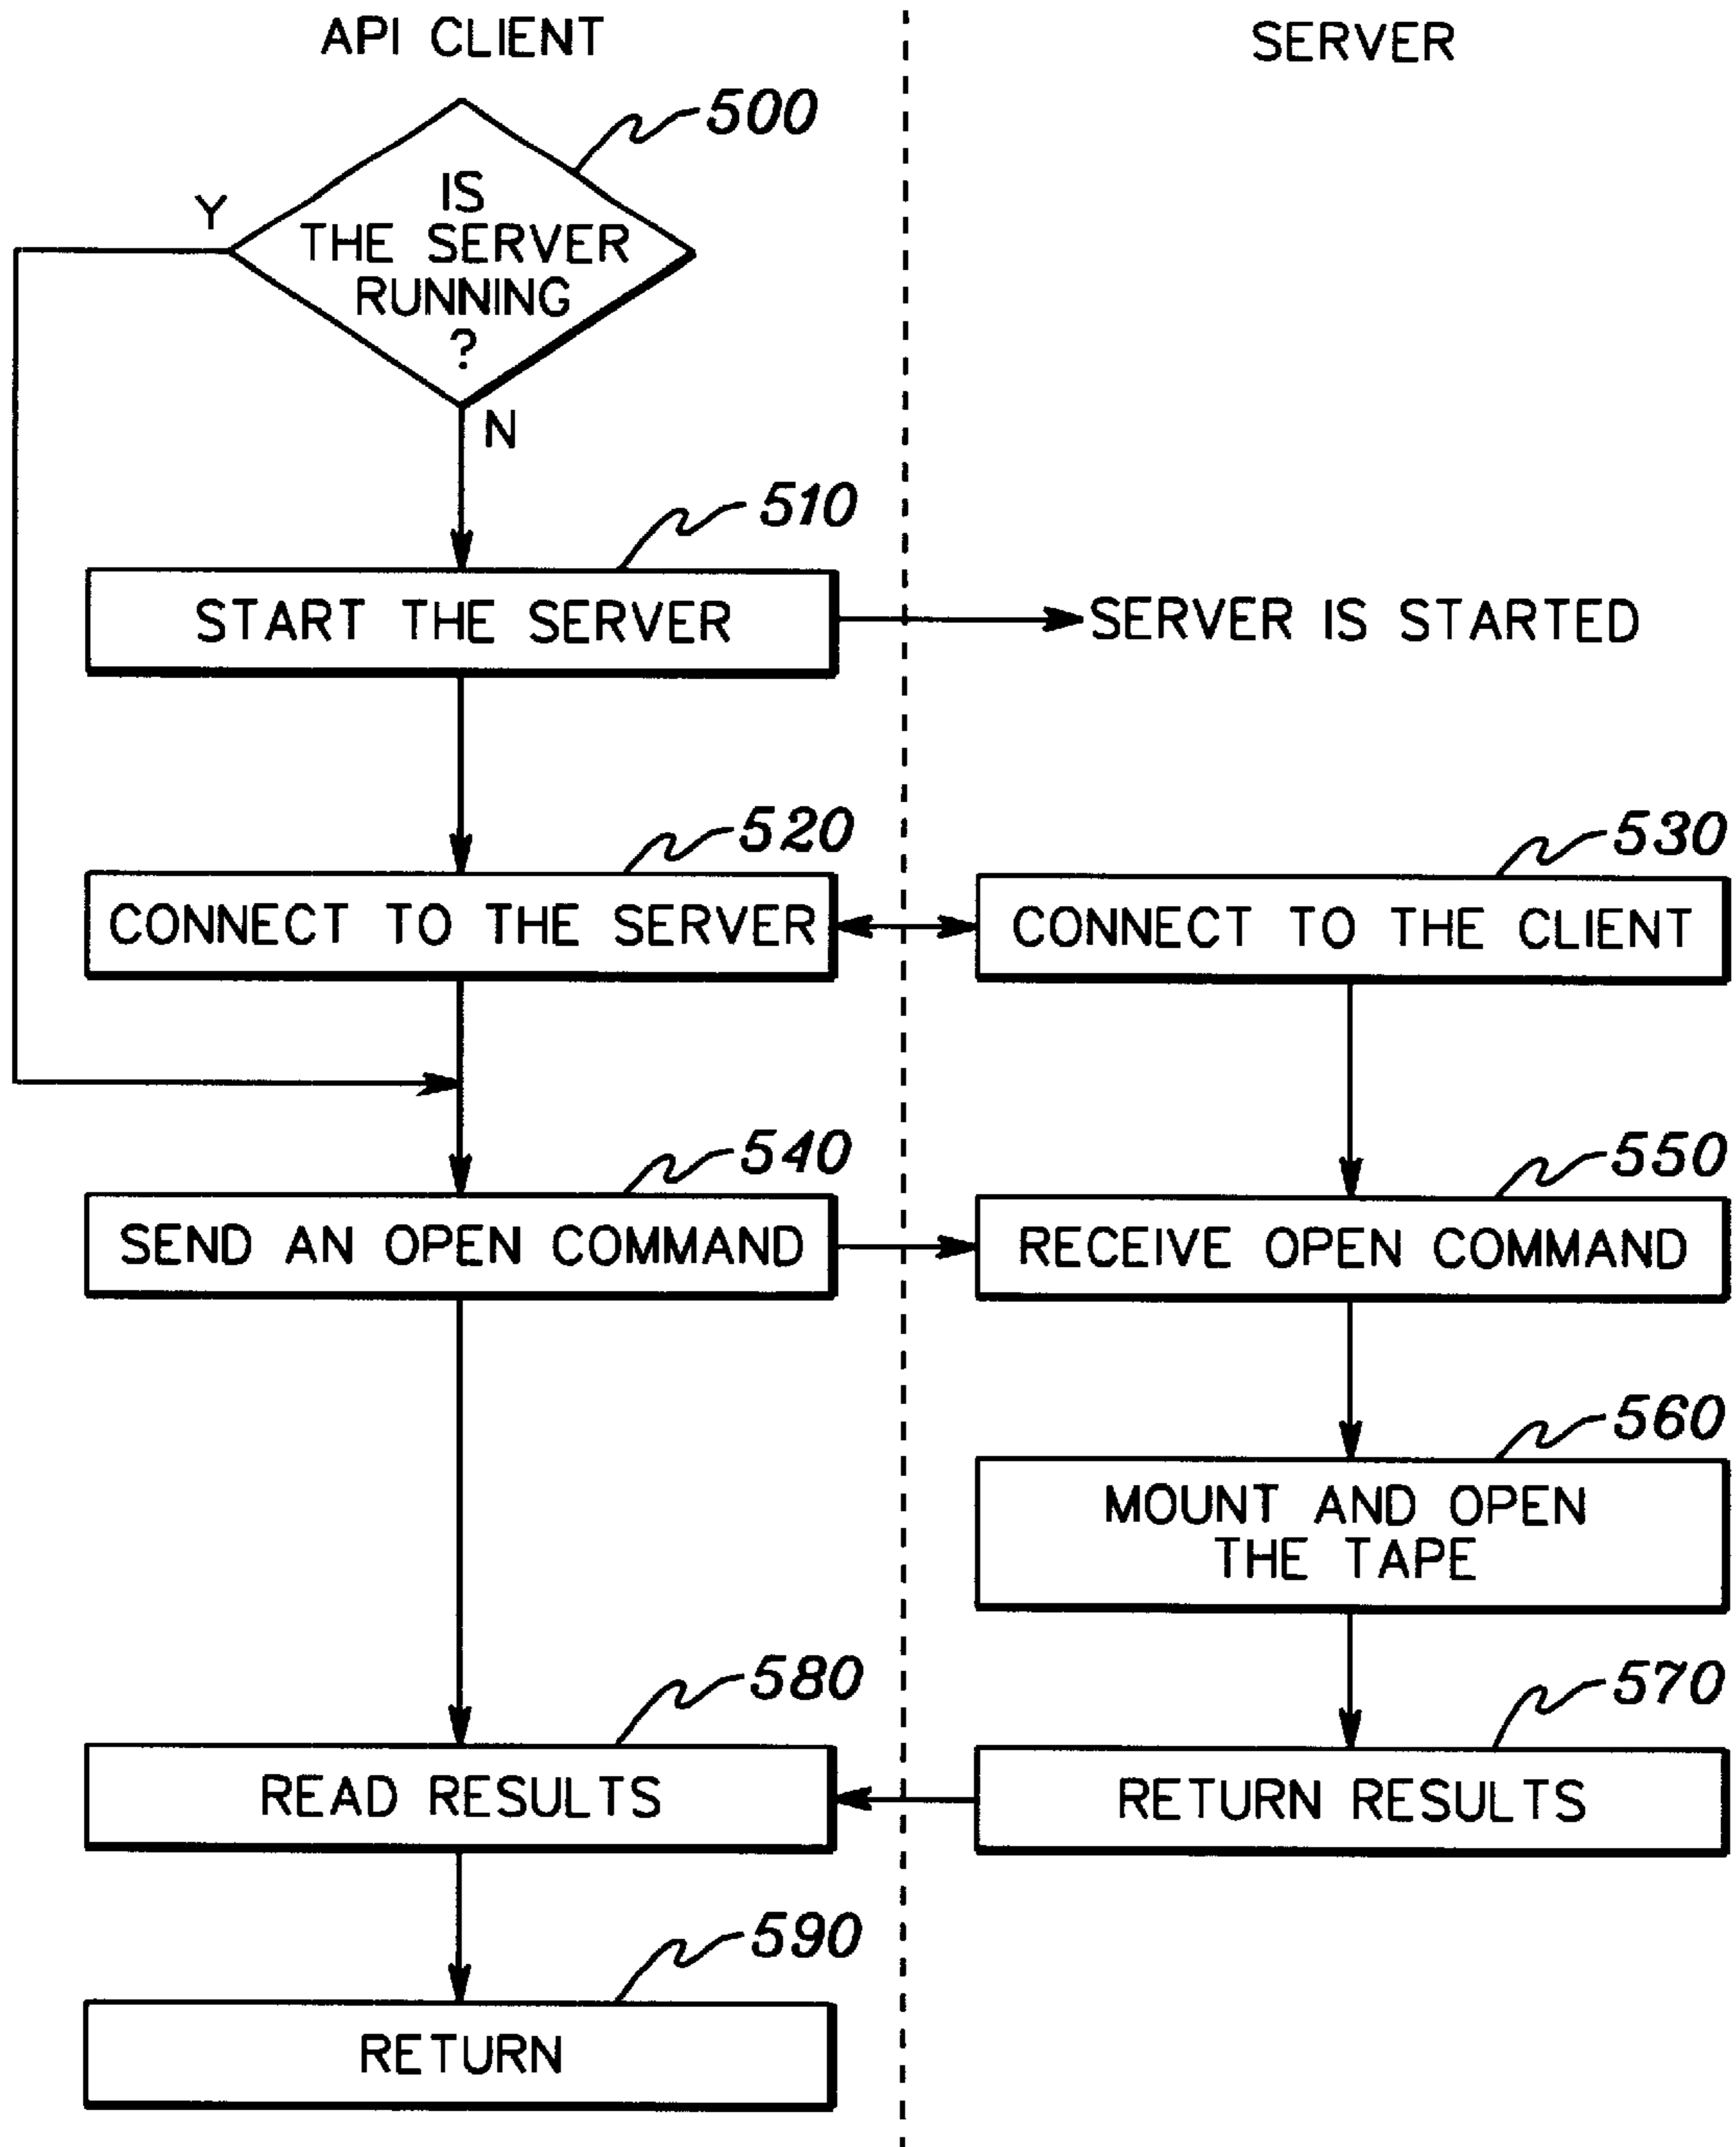 API CLIENT
SERVER
500
IS
THE SERVER
RUNNING
?
Y
N
510
START THE SERVER
SERVER IS STARTED
520
530
CONNECT TO THE SERVER
CONNECT TO THE CLIENT
540
550
SEND AN OPEN COMMAND
RECEIVE OPEN COMMAND
560
MOUNT AND OPEN
THE TAPE
580
570
READ RESULTS
RETURN RESULTS
590
RETURN